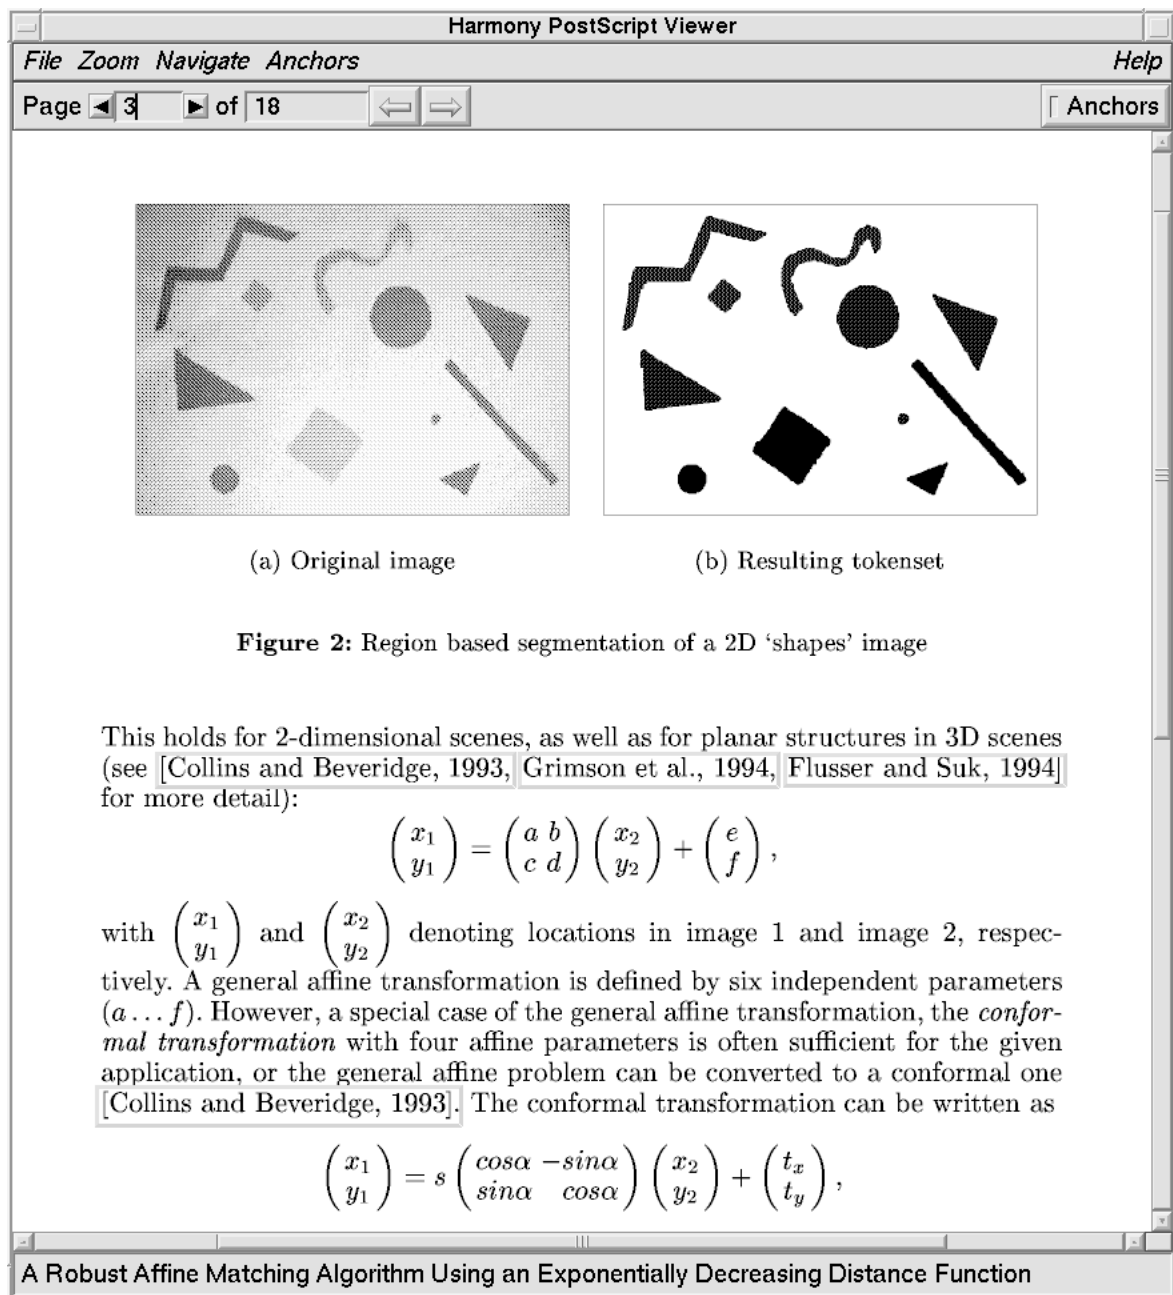 Harmony PostScript Viewer
File Zoom Navigate Anchors Help
Page 3 of 18 Anchors
(a) Original image (b) Resulting tokenset
Figure 2: Region based segmentation of a 2D ‘shapes’ image
This holds for 2-dimensional scenes, as well as for planar structures in 3D scenes
(see [Collins and Beveridge, 1993, Grimson et al., 1994, Flusser and Suk, 1994]
for more detail):
(x₁ y₁) = (a b c d) (x₂ y₂) + (e f),
with (x₁ y₁) and (x₂ y₂) denoting locations in image 1 and image 2, respec-
tively. A general affine transformation is defined by six independent parameters
(a . . . f). However, a special case of the general affine transformation, the confor-
mal transformation with four affine parameters is often sufficient for the given
application, or the general affine problem can be converted to a conformal one
[Collins and Beveridge, 1993]. The conformal transformation can be written as
(x₁ y₁) = s (cosα −sinα sinα cosα) (x₂ y₂) + (tₓ t_y),
A Robust Affine Matching Algorithm Using an Exponentially Decreasing Distance Function